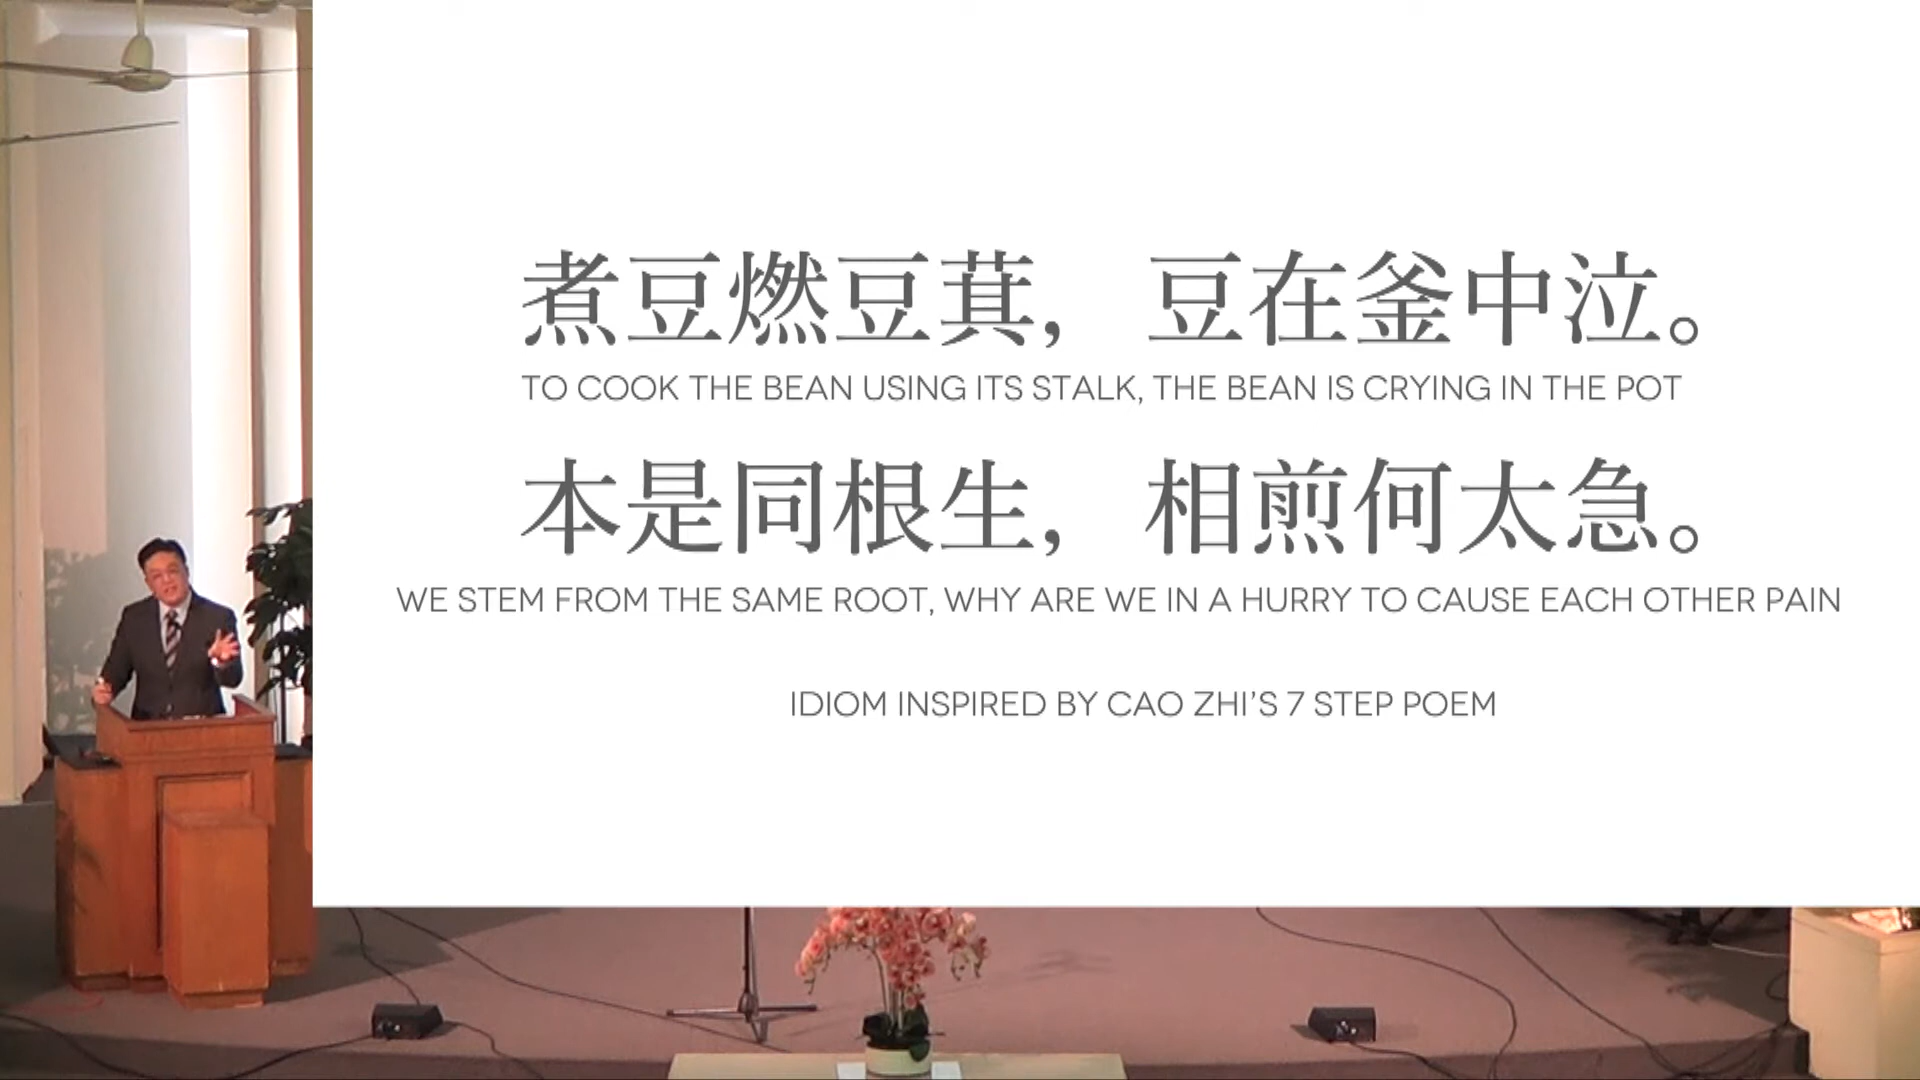 煮豆燃豆萁，豆在釜中泣。
TO COOK THE BEAN USING ITS STALK, THE BEAN IS CRYING IN THE POT
本是同根生，相煎何太急。
WE STEM FROM THE SAME ROOT, WHY ARE WE IN A HURRY TO CAUSE EACH OTHER PAIN
IDIOM INSPIRED BY CAO ZHI'S 7 STEP POEM